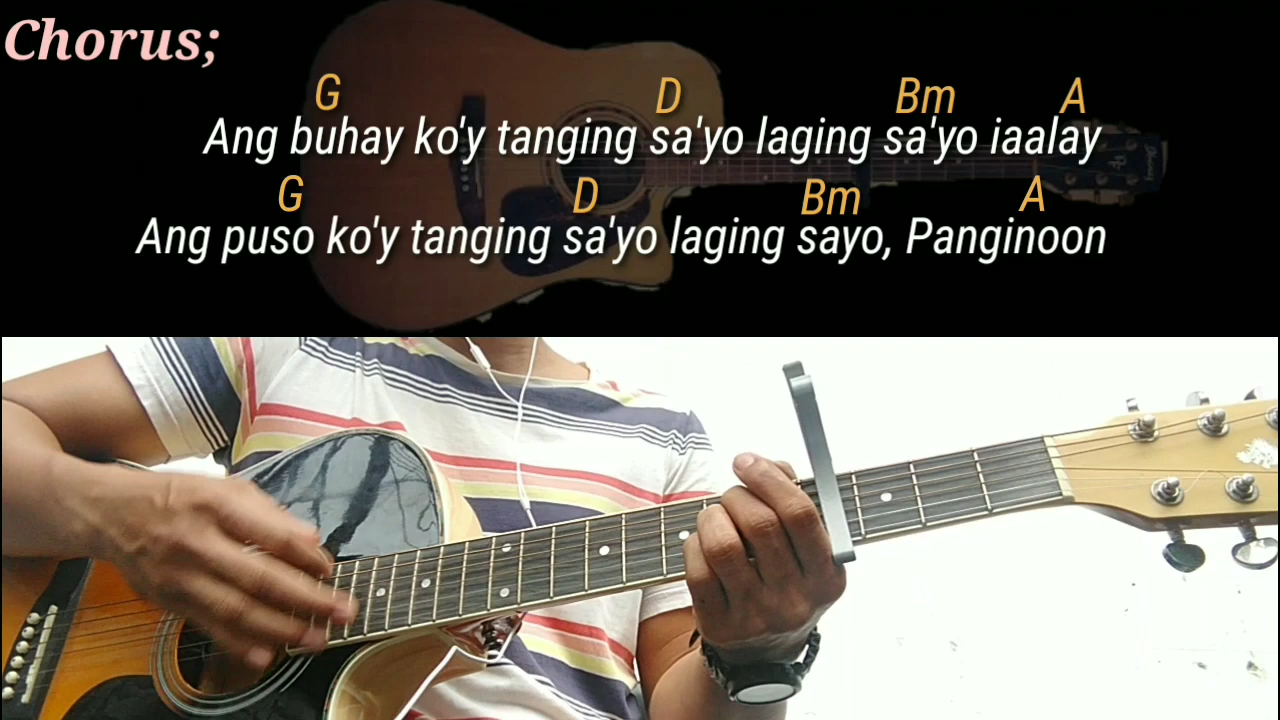 Chorus;
G D Bm A
Ang buhay ko'y tanging sa'yo laging sa'yo iaalay
G D Bm A
Ang puso ko'y tanging sa'yo laging sayo, Panginoon